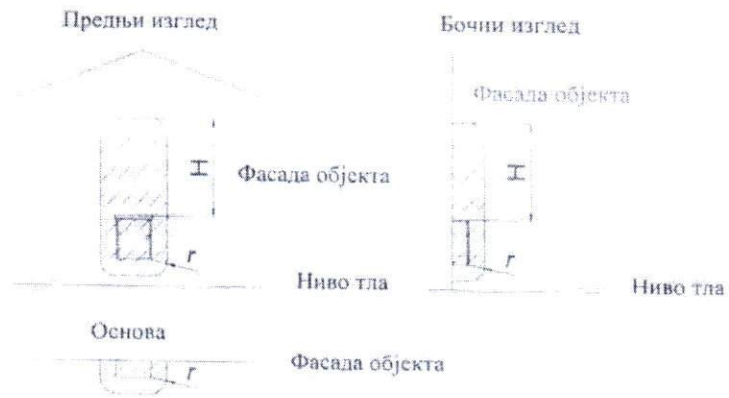 Предњи изглед
Бочни изглед
Фасада објекта
H
H
Фасада објекта
r
r
Ниво тла
Ниво тла
Основа
Фасада објекта
r